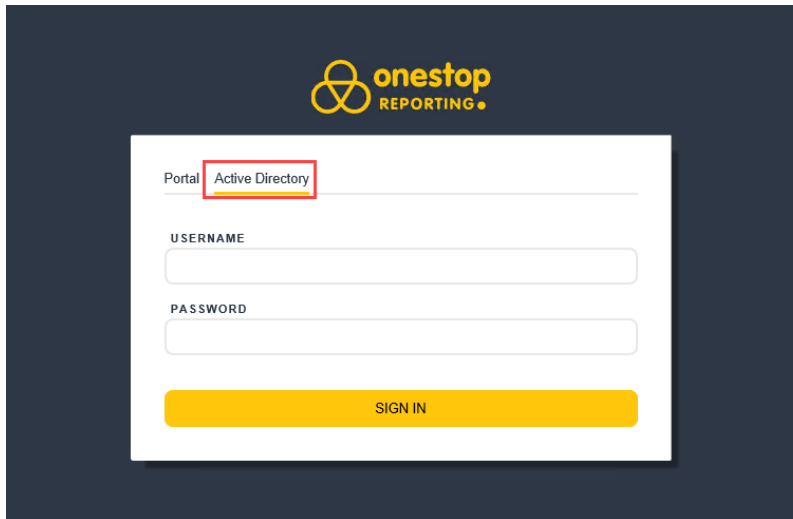 onestop
REPORTING.
Portal Active Directory
USERNAME
PASSWORD
SIGN IN